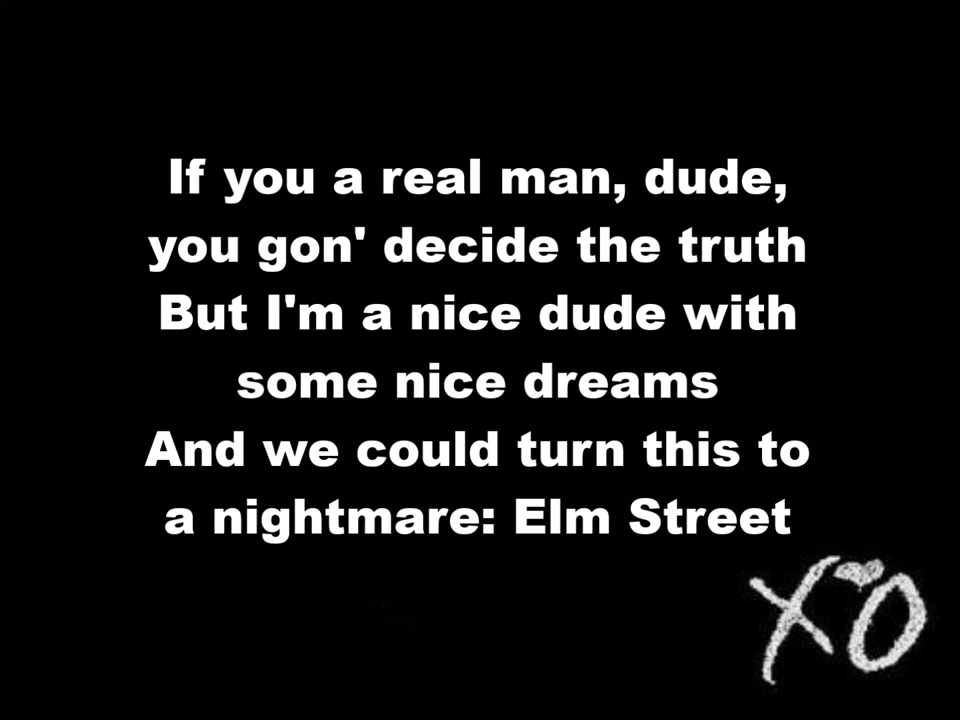 If you a real man, dude,
you gon' decide the truth
But I'm a nice dude with
some nice dreams
And we could turn this to
a nightmare: Elm Street
XO